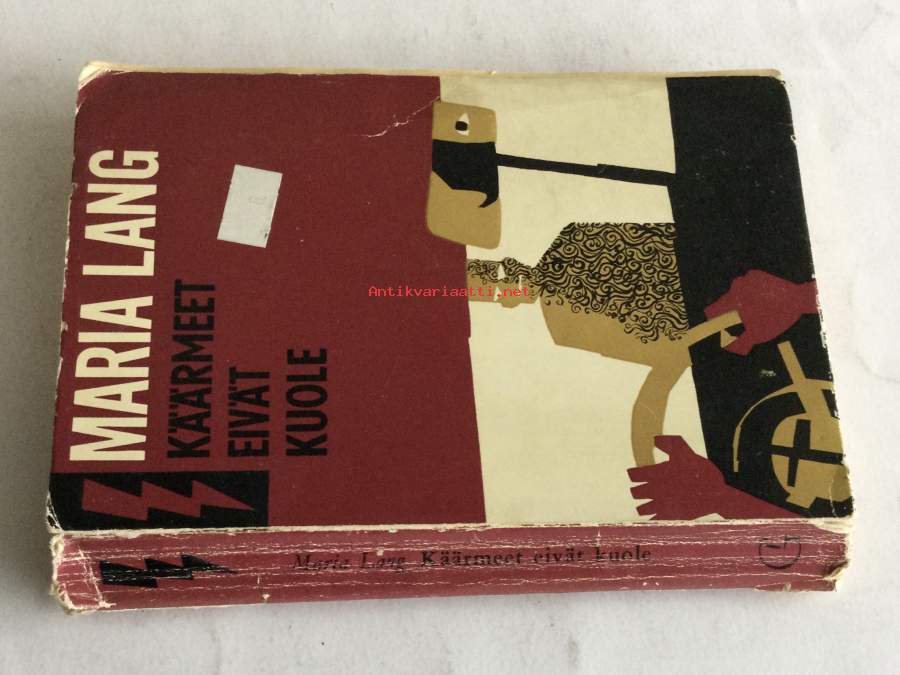 MARIA LANG
KÄÄRMEET
EIVÄT
KUOLE
Antikvariaatti.net
Maria Lang Käärmeet eivät kuole